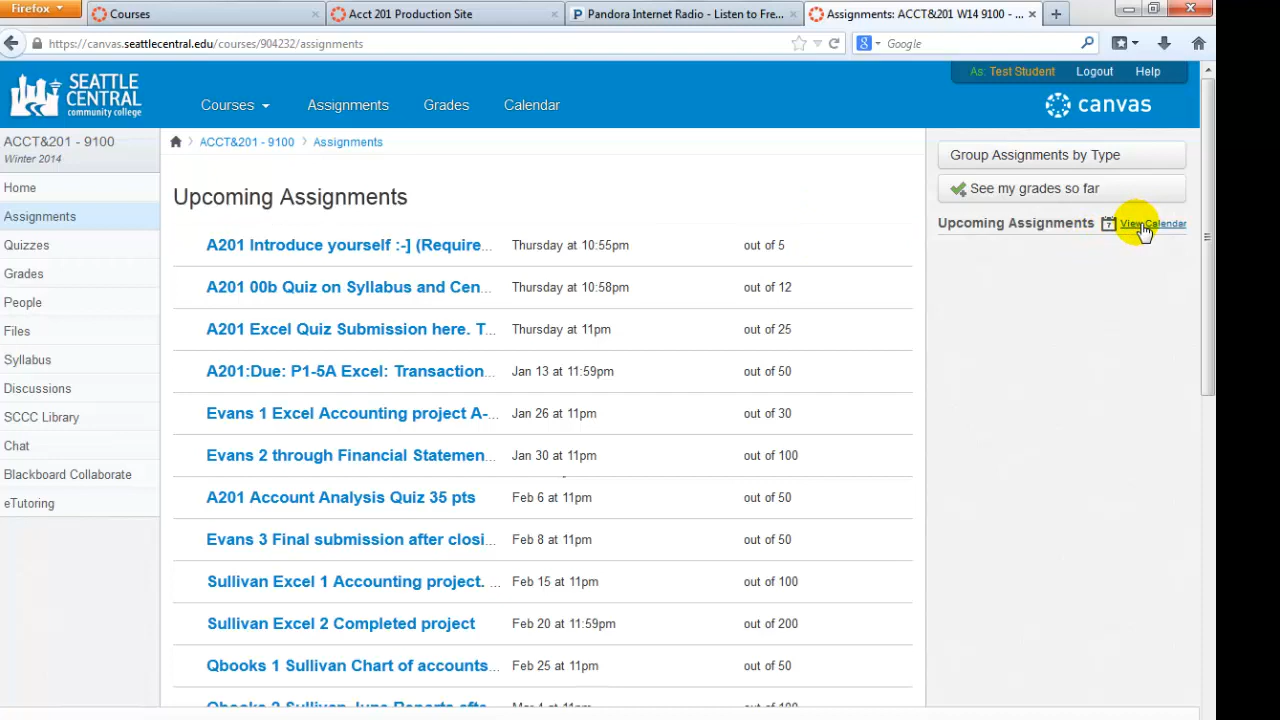 Firefox
Courses
Acct 201 Production Site
Pandora Internet Radio - Listen to Fre...
Assignments: ACCT&201 W14 9100 - ...
https://canvas.seattlecentral.edu/courses/904232/assignments
Google
SEATTLE
CENTRAL
community college
Courses
Assignments
Grades
Calendar
As: Test Student
Logout
Help
canvas
ACCT&201 - 9100
Winter 2014
Home
Assignments
Quizzes
Grades
People
Files
Syllabus
Discussions
SCCC Library
Chat
Blackboard Collaborate
eTutoring
ACCT&201 - 9100 > Assignments
Upcoming Assignments
A201 Introduce yourself :-] (Require... Thursday at 10:55pm out of 5
A201 00b Quiz on Syllabus and Cen... Thursday at 10:58pm out of 12
A201 Excel Quiz Submission here. T... Thursday at 11pm out of 25
A201:Due: P1-5A Excel: Transaction... Jan 13 at 11:59pm out of 50
Evans 1 Excel Accounting project A-... Jan 26 at 11pm out of 30
Evans 2 through Financial Statemen... Jan 30 at 11pm out of 100
A201 Account Analysis Quiz 35 pts Feb 6 at 11pm out of 50
Evans 3 Final submission after closi... Feb 8 at 11pm out of 50
Sullivan Excel 1 Accounting project. ... Feb 15 at 11pm out of 100
Sullivan Excel 2 Completed project Feb 20 at 11:59pm out of 200
Qbooks 1 Sullivan Chart of accounts... Feb 25 at 11pm out of 50
Group Assignments by Type
See my grades so far
Upcoming Assignments
View Calendar